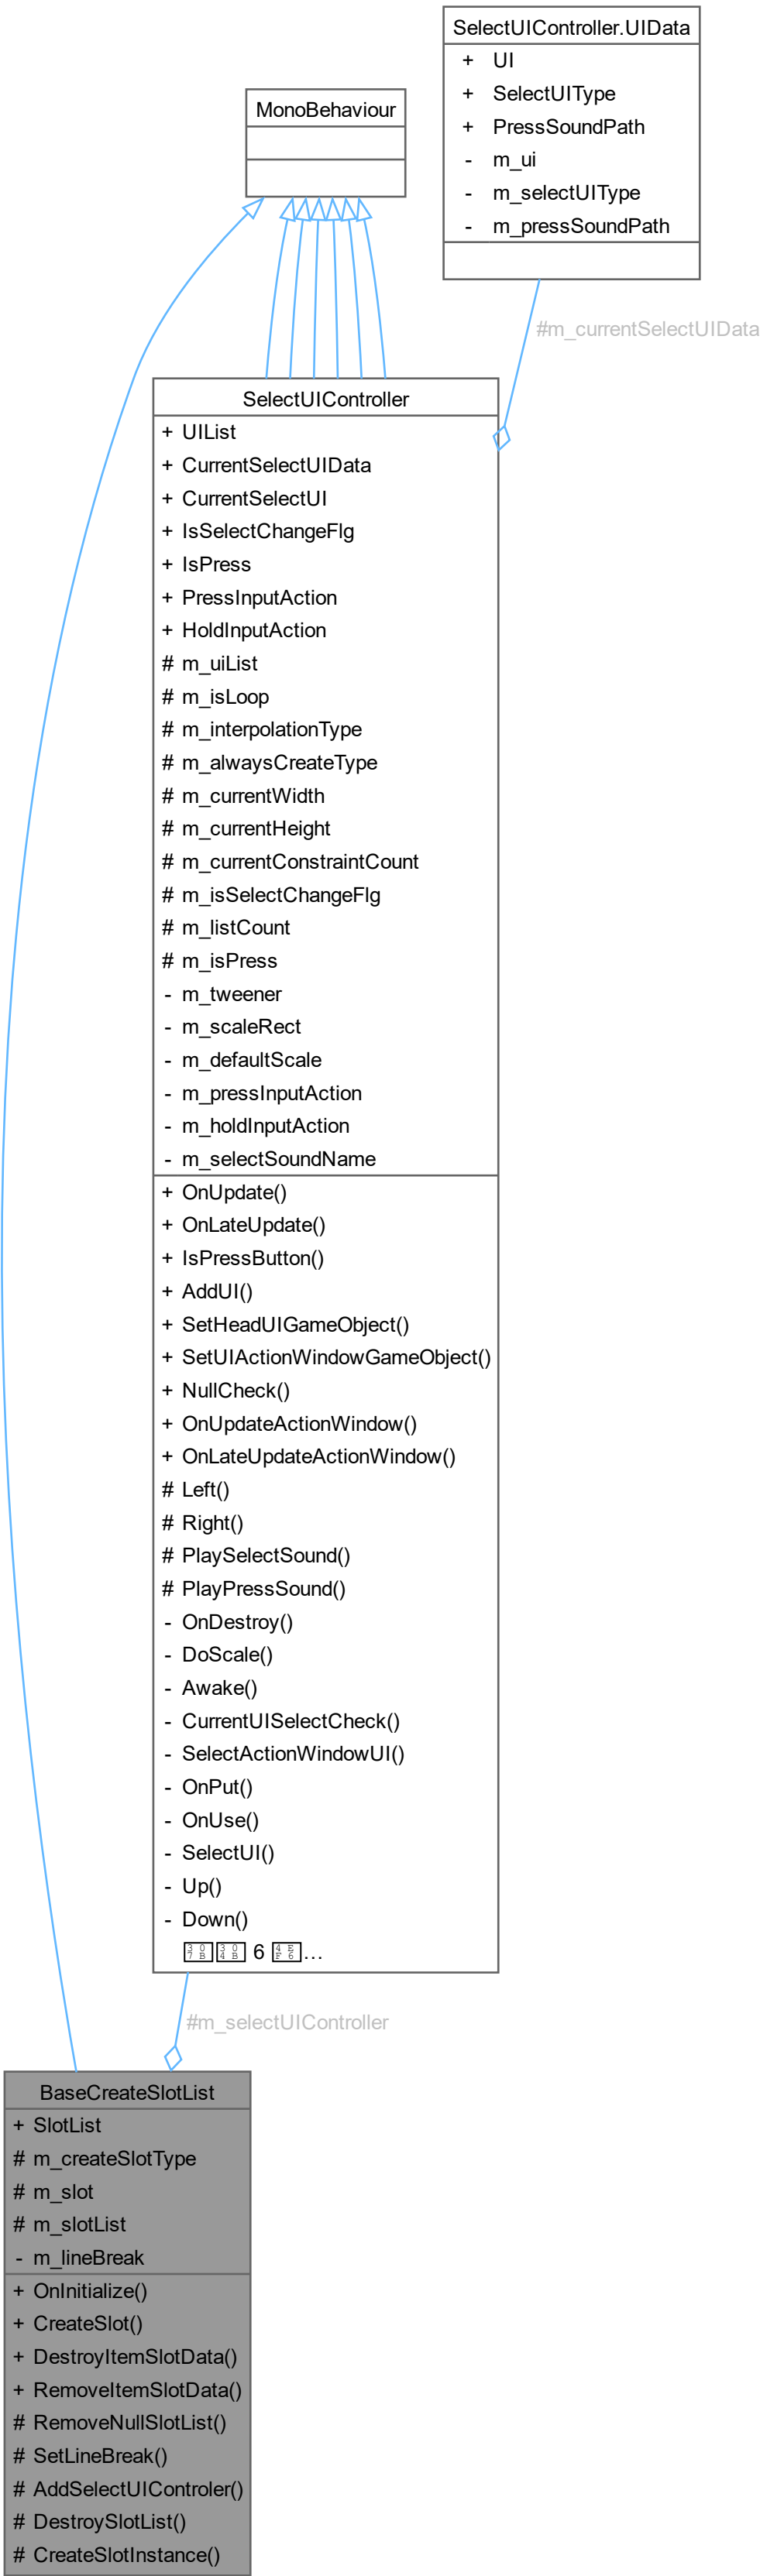 SelectUIController.UIData
+ UI
+ SelectUIType
+ PressSoundPath
- m_ui
- m_selectUIType
- m_pressSoundPath
MonoBehaviour
#m_currentSelectUIData
SelectUIController
+ UIList
+ CurrentSelectUIData
+ CurrentSelectUI
+ IsSelectChangeFlg
+ IsPress
+ PressInputAction
+ HoldInputAction
# m_uiList
# m_isLoop
# m_interpolationType
# m_alwaysCreateType
# m_currentWidth
# m_currentHeight
# m_currentConstraintCount
# m_isSelectChangeFlg
# m_listCount
# m_isPress
- m_tweener
- m_scaleRect
- m_defaultScale
- m_pressInputAction
- m_holdInputAction
- m_selectSoundName
+ OnUpdate()
+ OnLateUpdate()
+ IsPressButton()
+ AddUI()
+ SetHeadUIGameObject()
+ SetUIActionWindowGameObject()
+ NullCheck()
+ OnUpdateActionWindow()
+ OnLateUpdateActionWindow()
# Left()
# Right()
# PlaySelectSound()
# PlayPressSound()
- OnDestroy()
- DoScale()
- Awake()
- CurrentUISelectCheck()
- SelectActionWindowUI()
- OnPut()
- OnUse()
- SelectUI()
- Up()
- Down()
6 ...
#m_selectUIController
BaseCreateSlotList
+ SlotList
# m_createSlotType
# m_slot
# m_slotList
- m_lineBreak
+ OnInitialize()
+ CreateSlot()
+ DestroyItemSlotData()
+ RemoveItemSlotData()
# RemoveNullSlotList()
# SetLineBreak()
# AddSelectUIControler()
# DestroySlotList()
# CreateSlotInstance()